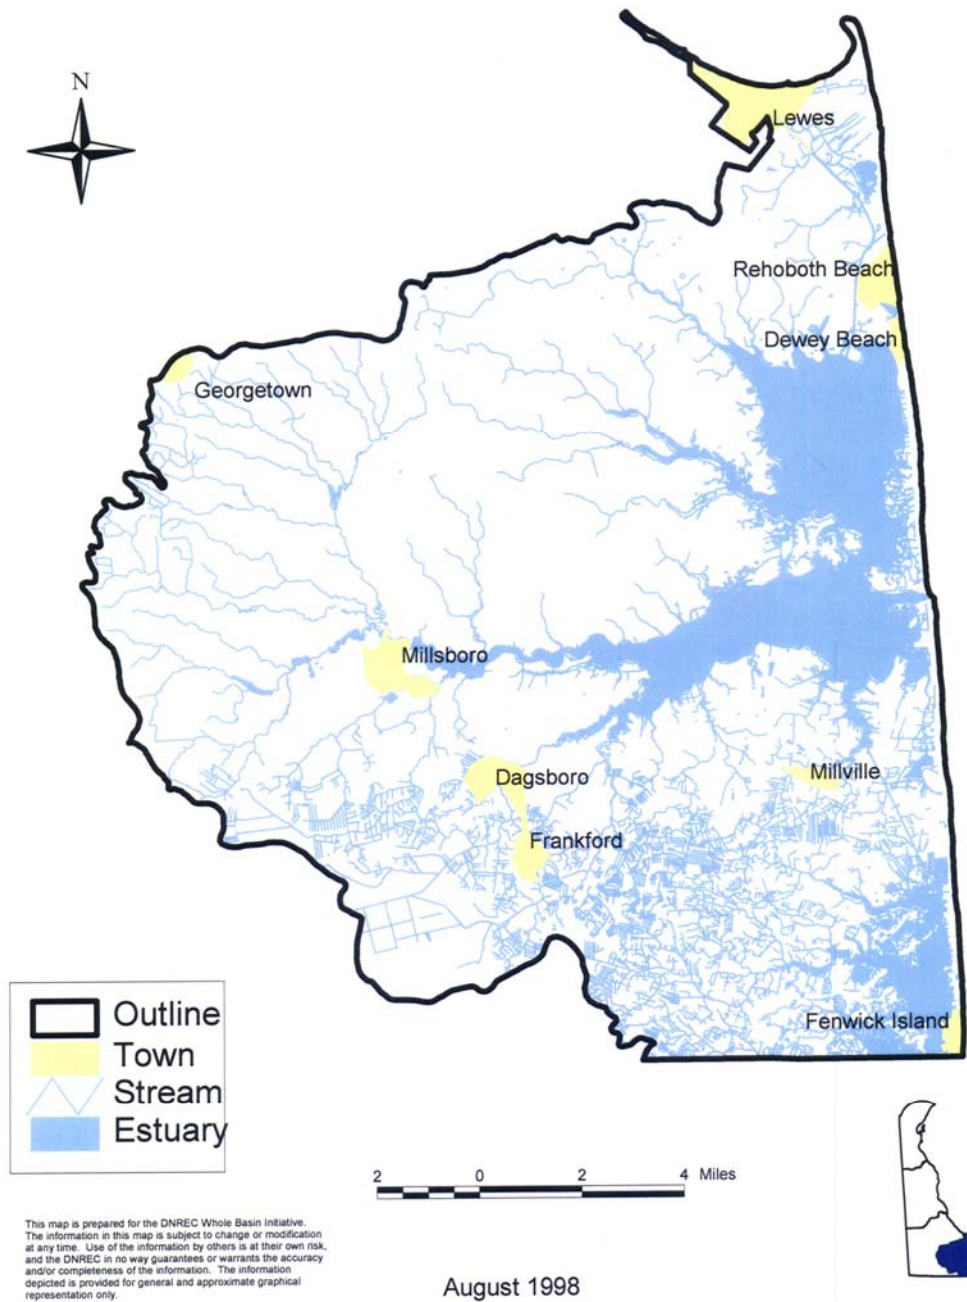 N
Lewes
Rehoboth Beach
Dewey Beach
Georgetown
Millsboro
Dagsboro
Millville
Frankford
Fenwick Island
Outline
Town
Stream
Estuary
2 0 2 4 Miles
This map is prepared for the DNREC Whole Basin Initiative.
The information in this map is subject to change or modification
at any time. Use of the information by others is at their own risk,
and the DNREC in no way guarantees or warrants the accuracy
and/or completeness of the information. The information
depicted is provided for general and approximate graphical
representation only.
August 1998